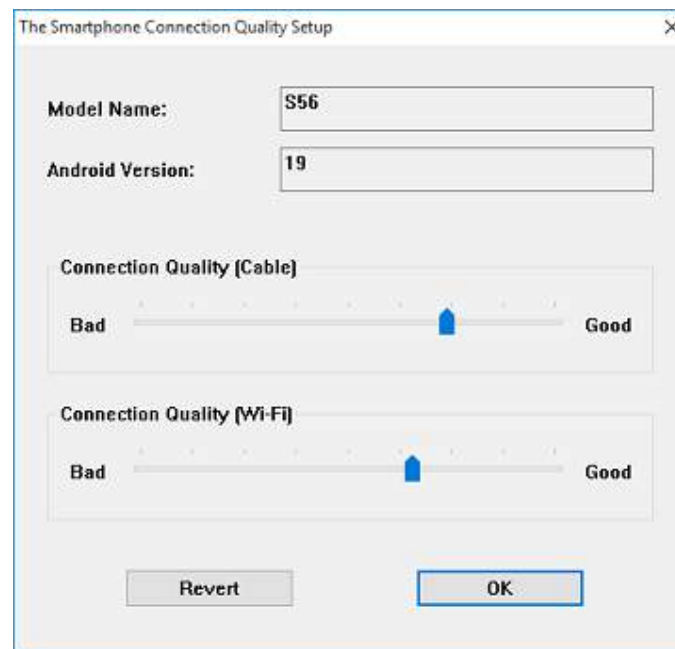 The Smartphone Connection Quality Setup
Model Name: S56
Android Version: 19
Connection Quality (Cable)
Bad Good
Connection Quality (Wi-Fi)
Bad Good
Revert OK